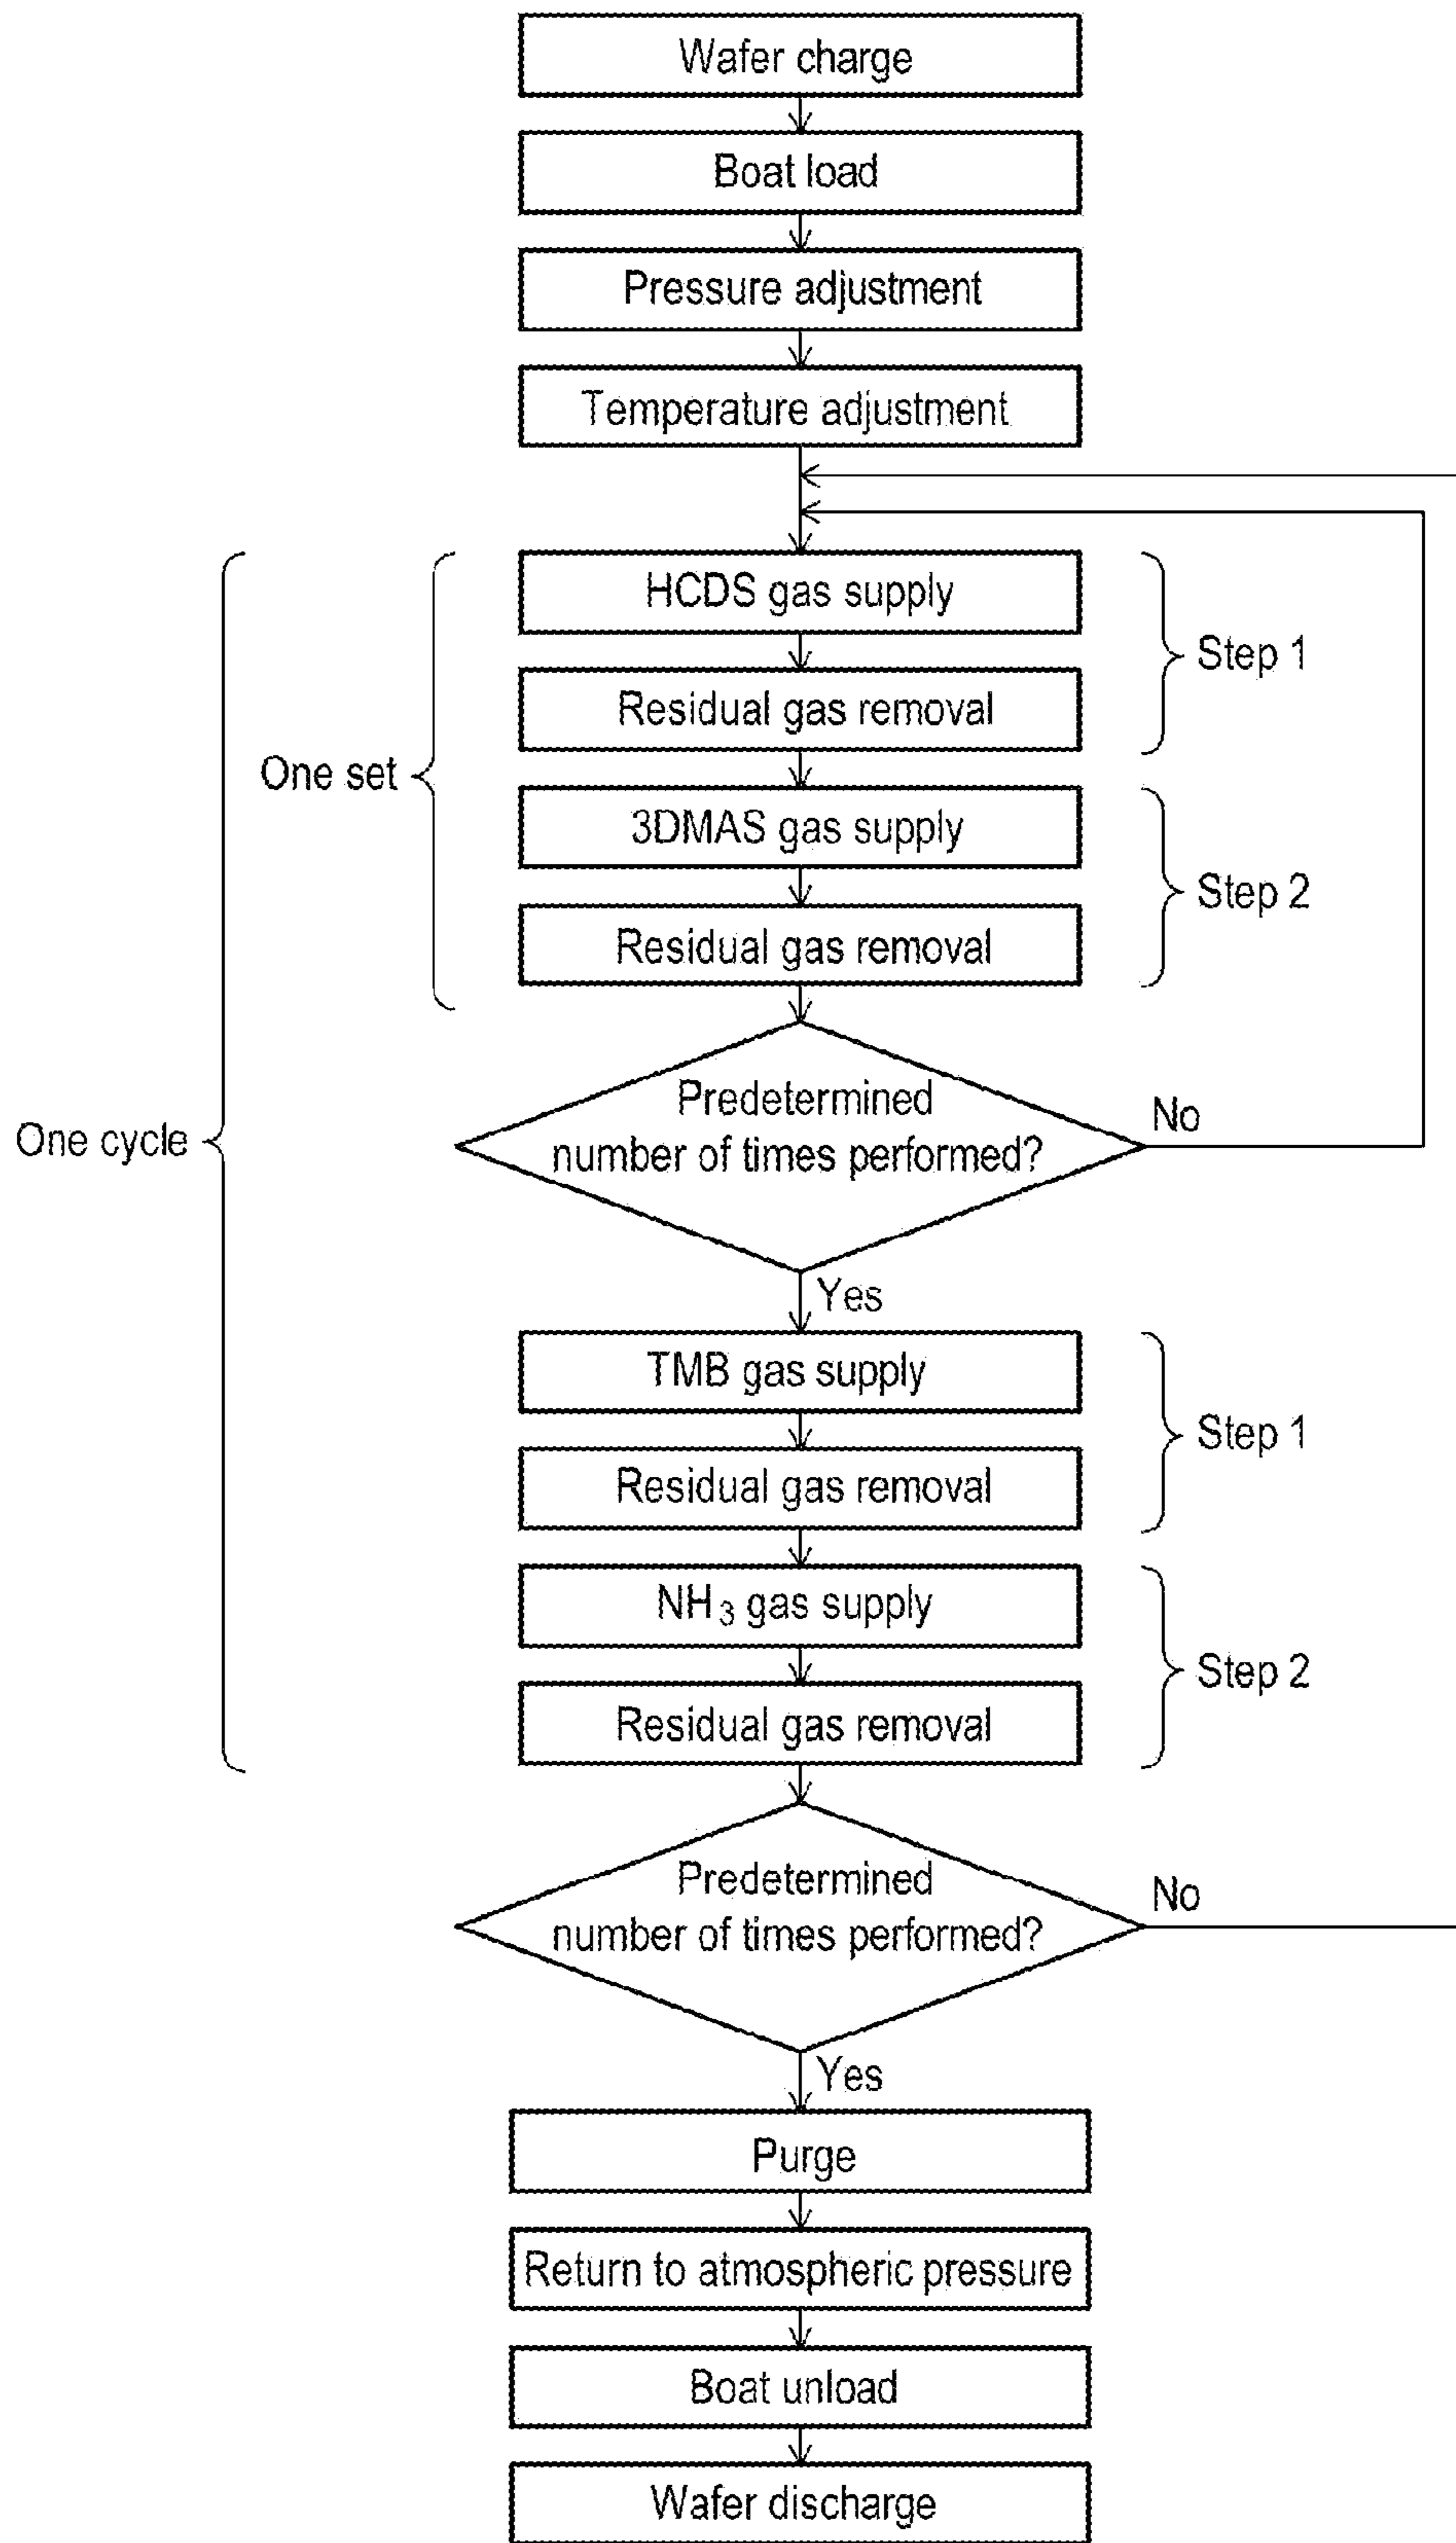 Wafer charge
Boat load
Pressure adjustment
Temperature adjustment
HCDS gas supply
Step 1
Residual gas removal
One set
3DMAS gas supply
Step 2
Residual gas removal
Predetermined
number of times performed?
No
One cycle
Yes
TMB gas supply
Step 1
Residual gas removal
NH₃ gas supply
Step 2
Residual gas removal
Predetermined
number of times performed?
No
Yes
Purge
Return to atmospheric pressure
Boat unload
Wafer discharge